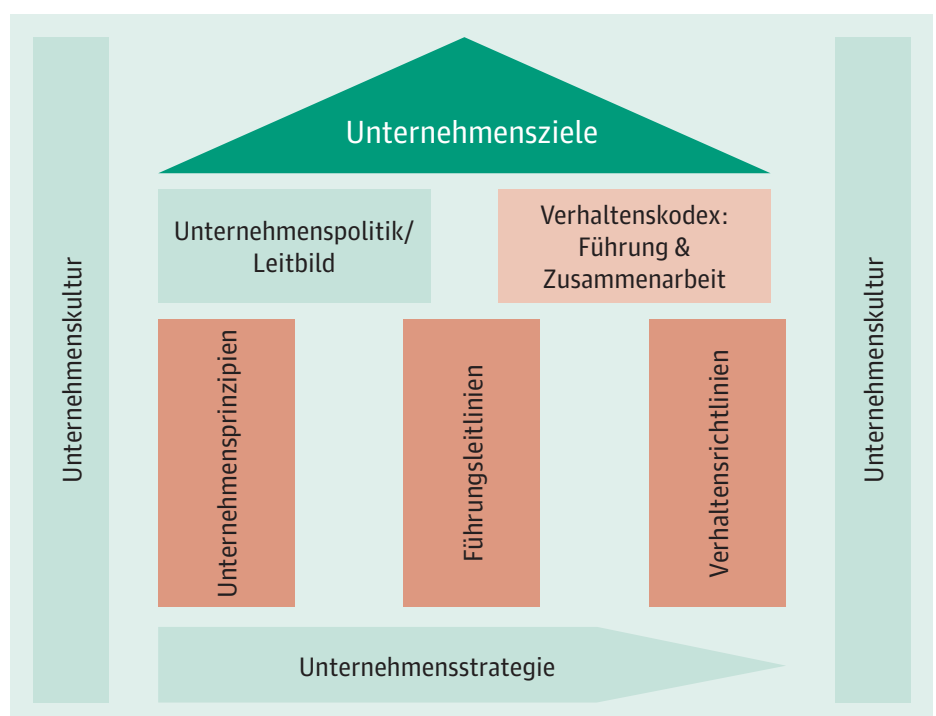 Unternehmensziele
Unternehmenspolitik/
Leitbild
Verhaltenskodex:
Führung &
Zusammenarbeit
Unternehmenskultur
Unternehmensprinzipien
Führungsleitlinien
Verhaltensrichtlinien
Unternehmenskultur
Unternehmensstrategie